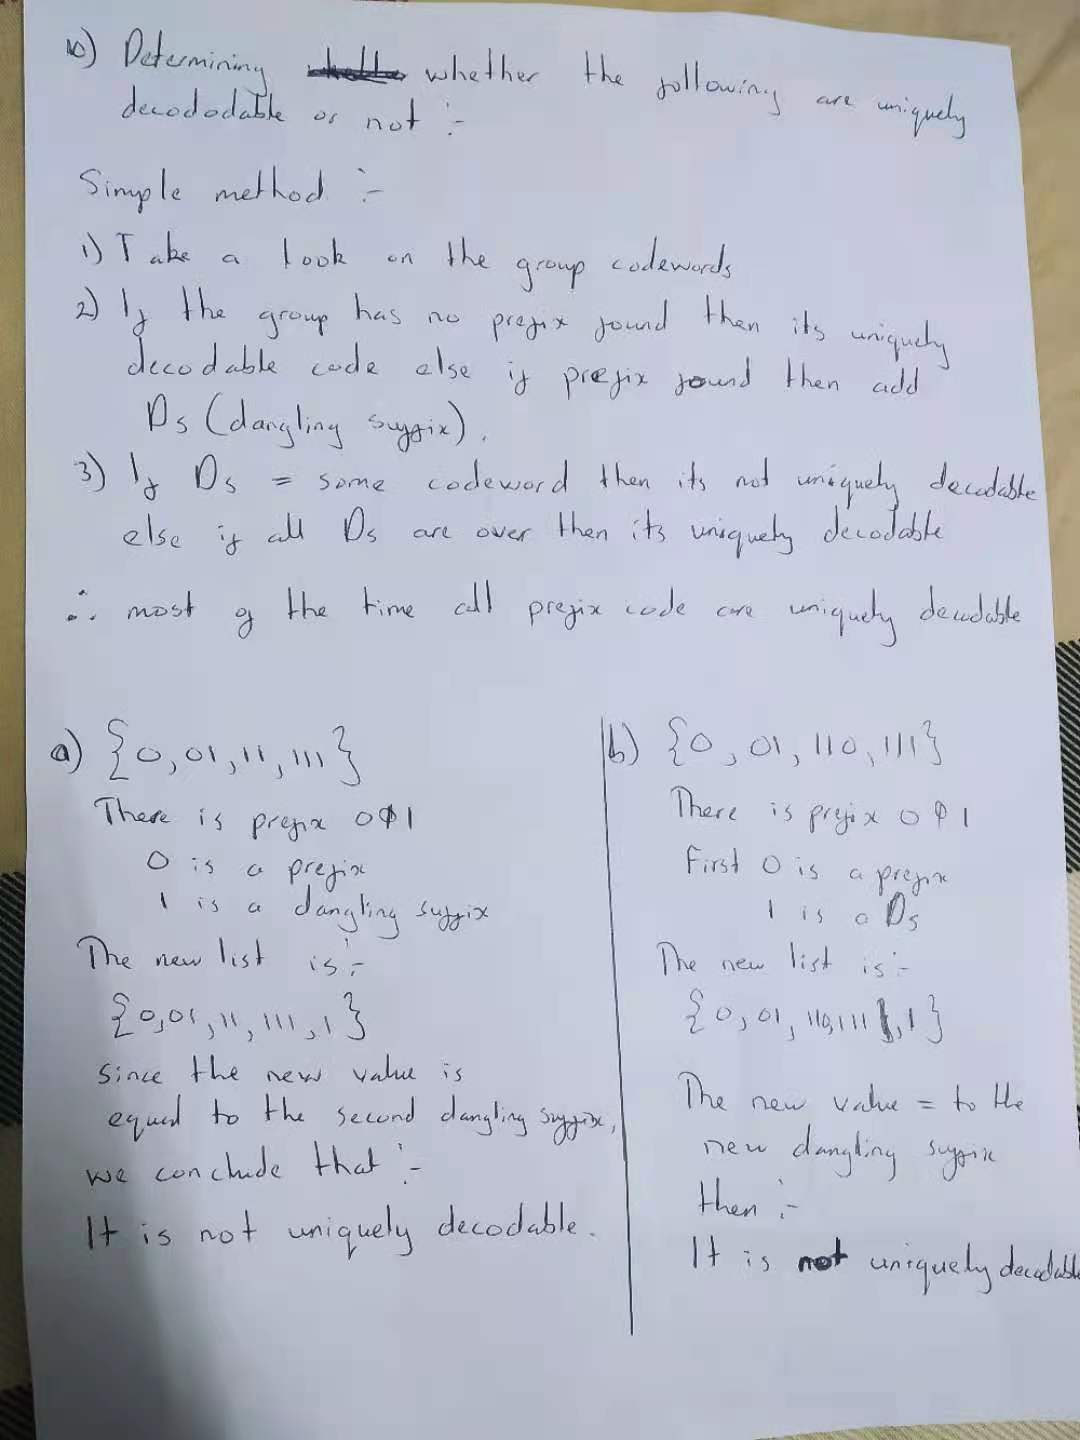 10) Determining whether the following are uniquely
decododable or not :-
Simple method :-
1) Take a look on the group codewords
2) If the group has no prefix found then its uniquely
decodable code else if prefix found then add
Ds (dangling suffix).
3) If Ds = some codeword then its not uniquely decodable
else if all Ds are over then its uniquely decodable
∴ most of the time all prefix code are uniquely decodable
a) {0,01,11,111}
There is prefix 0 & 1
0 is a prefix
1 is a dangling suffix
The new list is :-
{0,01,11,111,1}
since the new value is
equal to the second dangling suffix,
we conclude that :-
It is not uniquely decodable.
b) {0,01,110,111}
There is prefix 0 & 1
First 0 is a prefix
1 is a Ds
The new list is :-
{0,01,110,111,1}
The new value = to the
new dangling suffix
then :-
It is not uniquely decodable